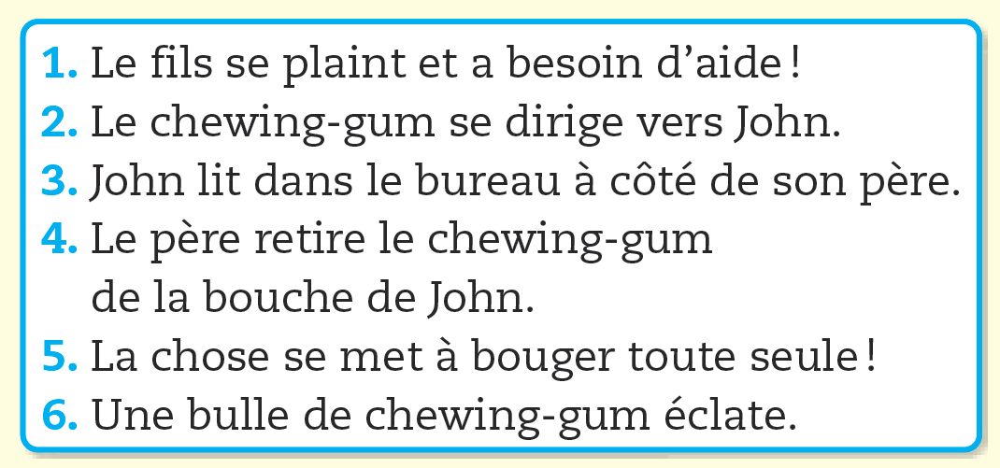 1. Le fils se plaint et a besoin d’aide !
2. Le chewing-gum se dirige vers John.
3. John lit dans le bureau à côté de son père.
4. Le père retire le chewing-gum
de la bouche de John.
5. La chose se met à bouger toute seule !
6. Une bulle de chewing-gum éclate.